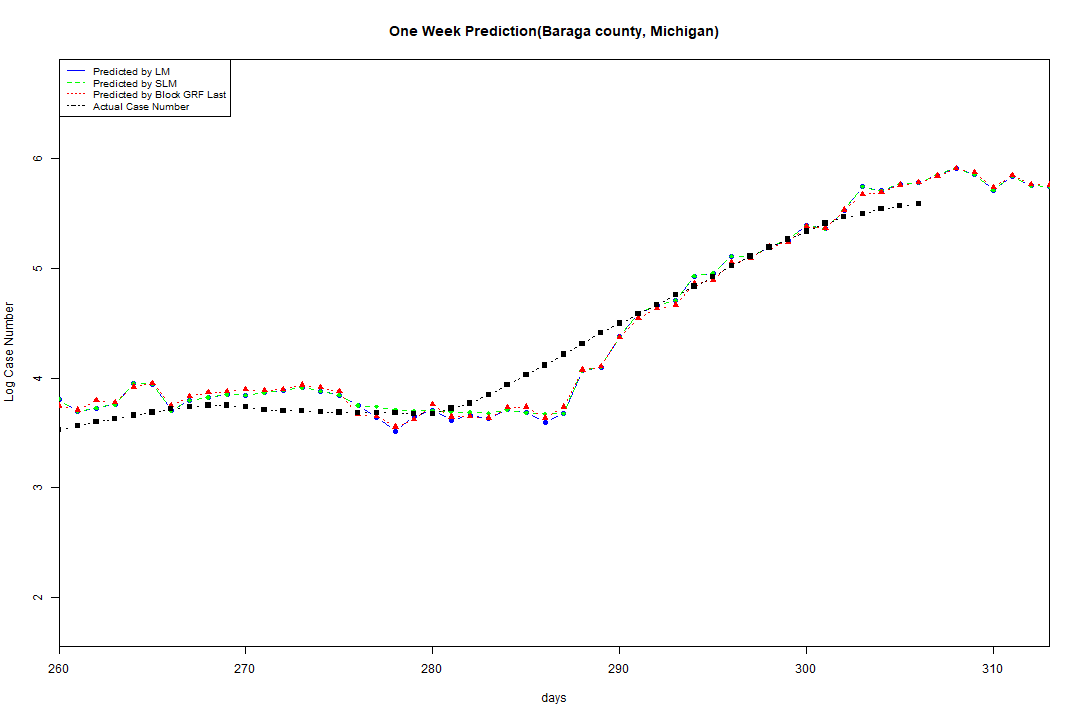 One Week Prediction(Baraga county, Michigan)
Predicted by LM
Predicted by SLM
Predicted by Block GRF Last
Actual Case Number
6
5
4
3
2
Log Case Number
260 270 280 290 300 310
days